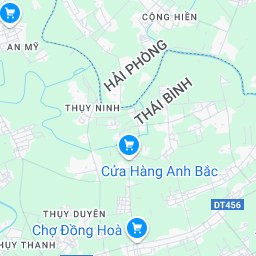 CỘNG HIỀN
AN MỸ
HẢI PHÒNG
THÁI BÌNH
THỤY NINH
Cửa Hàng Anh Bắc
DT456
THỤY DUYÊN
Chợ Đồng Hoà
HỤY THANH